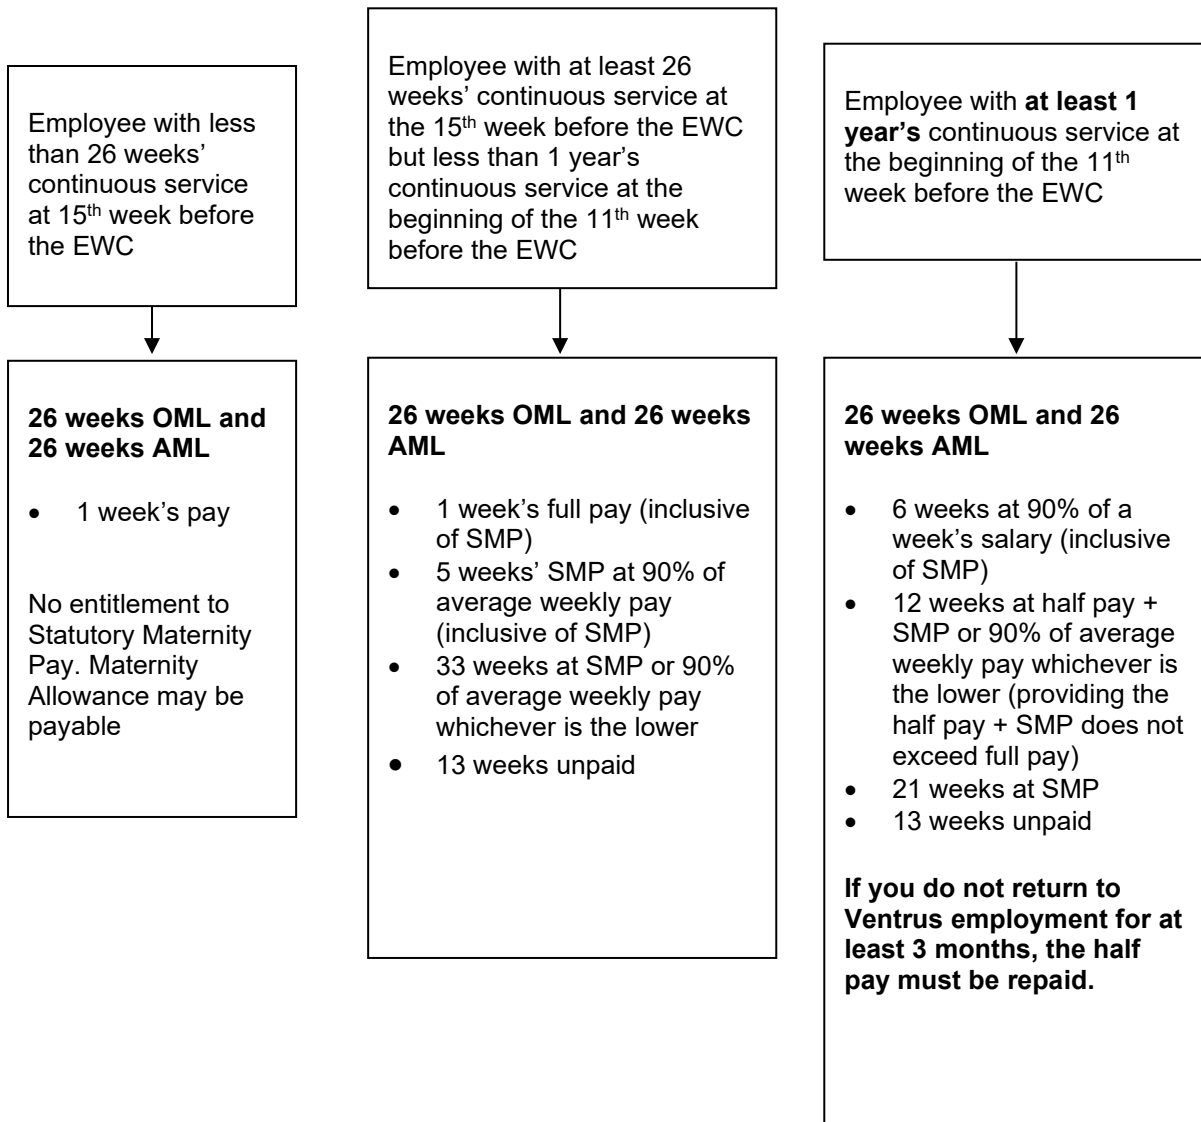 Employee with less
than 26 weeks'
continuous service
at 15th week before
the EWC
Employee with at least 26
weeks' continuous service at
the 15th week before the EWC
but less than 1 year's
continuous service at the
beginning of the 11th week
before the EWC
Employee with at least 1
year's continuous service at
the beginning of the 11th
week before the EWC
26 weeks OML and
26 weeks AML
• 1 week's pay
No entitlement to
Statutory Maternity
Pay. Maternity
Allowance may be
payable
26 weeks OML and 26 weeks
AML
• 1 week's full pay (inclusive
of SMP)
• 5 weeks' SMP at 90% of
average weekly pay
(inclusive of SMP)
• 33 weeks at SMP or 90%
of average weekly pay
whichever is the lower
• 13 weeks unpaid
26 weeks OML and 26
weeks AML
• 6 weeks at 90% of a
week's salary (inclusive
of SMP)
• 12 weeks at half pay +
SMP or 90% of average
weekly pay whichever is
the lower (providing the
half pay + SMP does not
exceed full pay)
• 21 weeks at SMP
• 13 weeks unpaid
If you do not return to
Ventrus employment for at
least 3 months, the half
pay must be repaid.